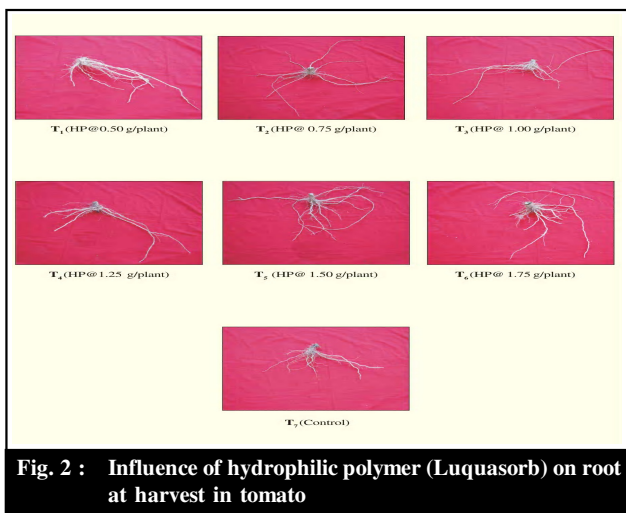 T1 (HP@0.50 g/plant)
T2 (HP@ 0.75 g/plant)
T3 (HP@ 1.00 g/plant)
T4 (HP@1.25 g/plant)
T5 (HP@ 1.50 g/plant)
T6 (HP@ 1.75 g/plant)
T7 (Control)
Fig. 2 : Influence of hydrophilic polymer (Luquasorb) on root
at harvest in tomato